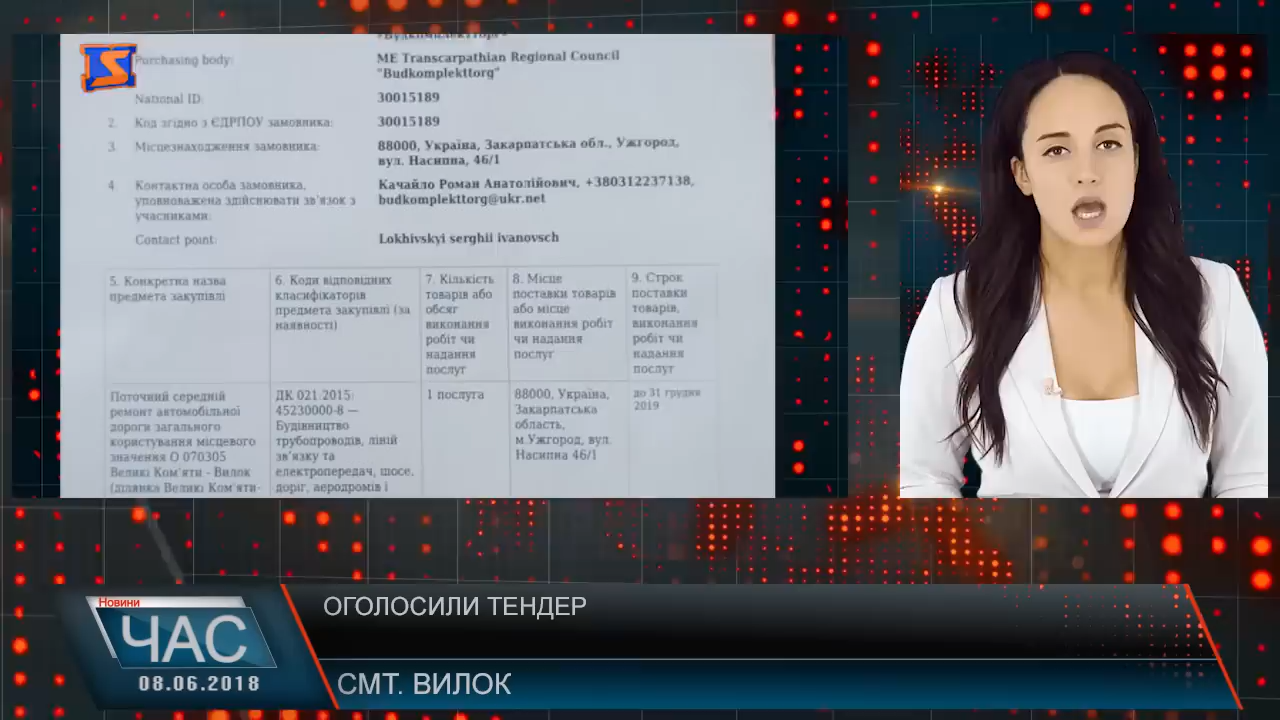 "Будкомплектторг"
Purchasing body:
ME Transcarpathian Regional Council
"Budkomplekttorg"
National ID:
30015189
2. Код згідно з ЄДРПОУ замовника:
30015189
3. Місцезнаходження замовника:
88000, Україна, Закарпатська обл., Ужгород,
вул. Насипна, 46/1
4 Контактна особа замовника,
уповноважена здійснювати зв'язок з
учасниками:
Качайло Роман Анатолійович, +380312237138,
budkomplekttorg@ukr.net
Contact point:
Lokhivskyi serghii ivanovsch
5. Конкретна назва
предмета закупівлі
6. Коди відповідних
класифікаторів
предмета закупівлі (за
наявності)
7. Кількість
товарів або
обсяг
виконання
робіт чи
надання
послуг
8. Місце
поставки товарів
або місце
виконання робіт
чи надання
послуг
9. Строк
поставки
товарів,
виконання
робіт чи
надання
послуг
Поточний середній
ремонт автомобільної
дороги загального
користування місцевого
значення О 070305
Великі Ком'яти - Вилок
(ділянка Великі Ком'яти-
ДК 021:2015:
45230000-8 —
Будівництво
трубопроводів, ліній
зв'язку та
електропередач, шосе,
доріг, аеродромів і
1 послуга
88000, Україна,
Закарпатська
область,
м.Ужгород, вул.
Насипна 46/1
до 31 грудня
2019
Новини
ЧАС
08.06.2018
ОГОЛОСИЛИ ТЕНДЕР
СМТ. ВИЛОК